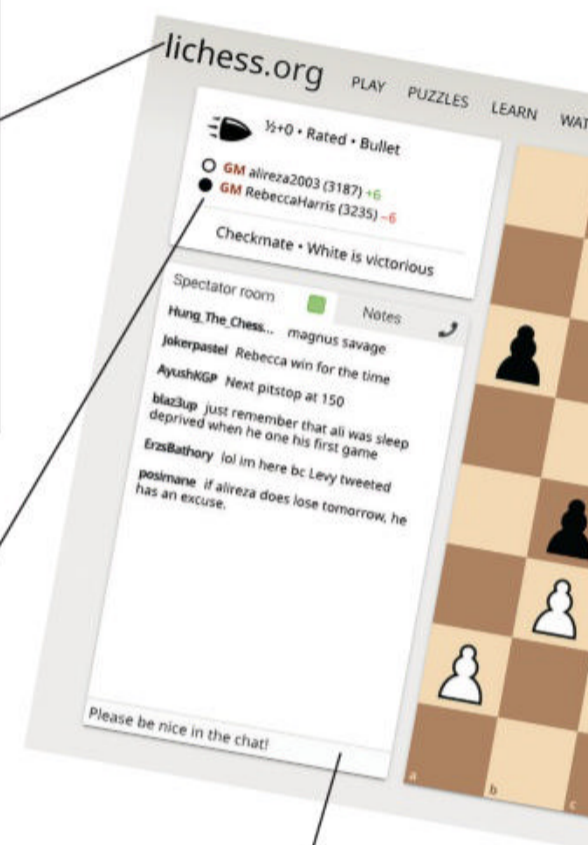 lichess.org PLAY PUZZLES LEARN WAT
½+0 • Rated • Bullet
GM alireza2003 (3187) +6
GM RebeccaHarris (3235) −6
Checkmate • White is victorious
Spectator room Notes
Hung_The_Chess... magnus savage
Jokerpastel Rebecca win for the time
AyushKGP Next pitstop at 150
blaz3up just remember that ali was sleep
deprived when he one his first game
ErzsBathory lol im here bc Levy tweeted
posimane if alireza does lose tomorrow, he
has an excuse.
Please be nice in the chat!
a b c